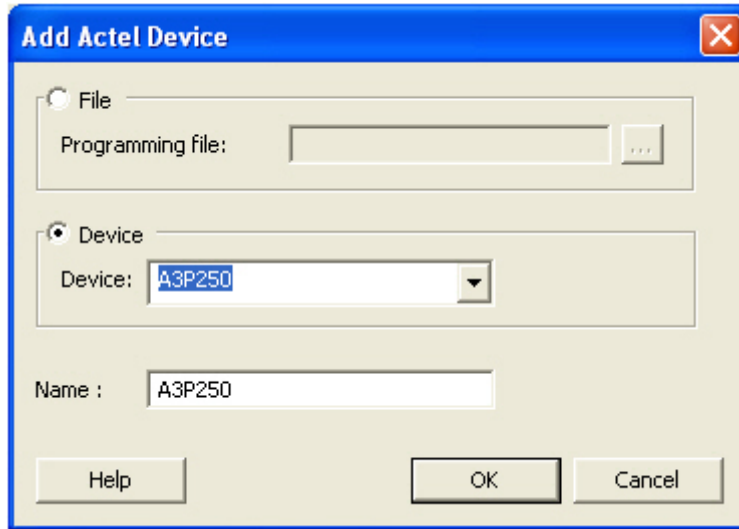 Add Actel Device
File
Programming file:
...
Device
Device: A3P250
Name : A3P250
Help OK Cancel